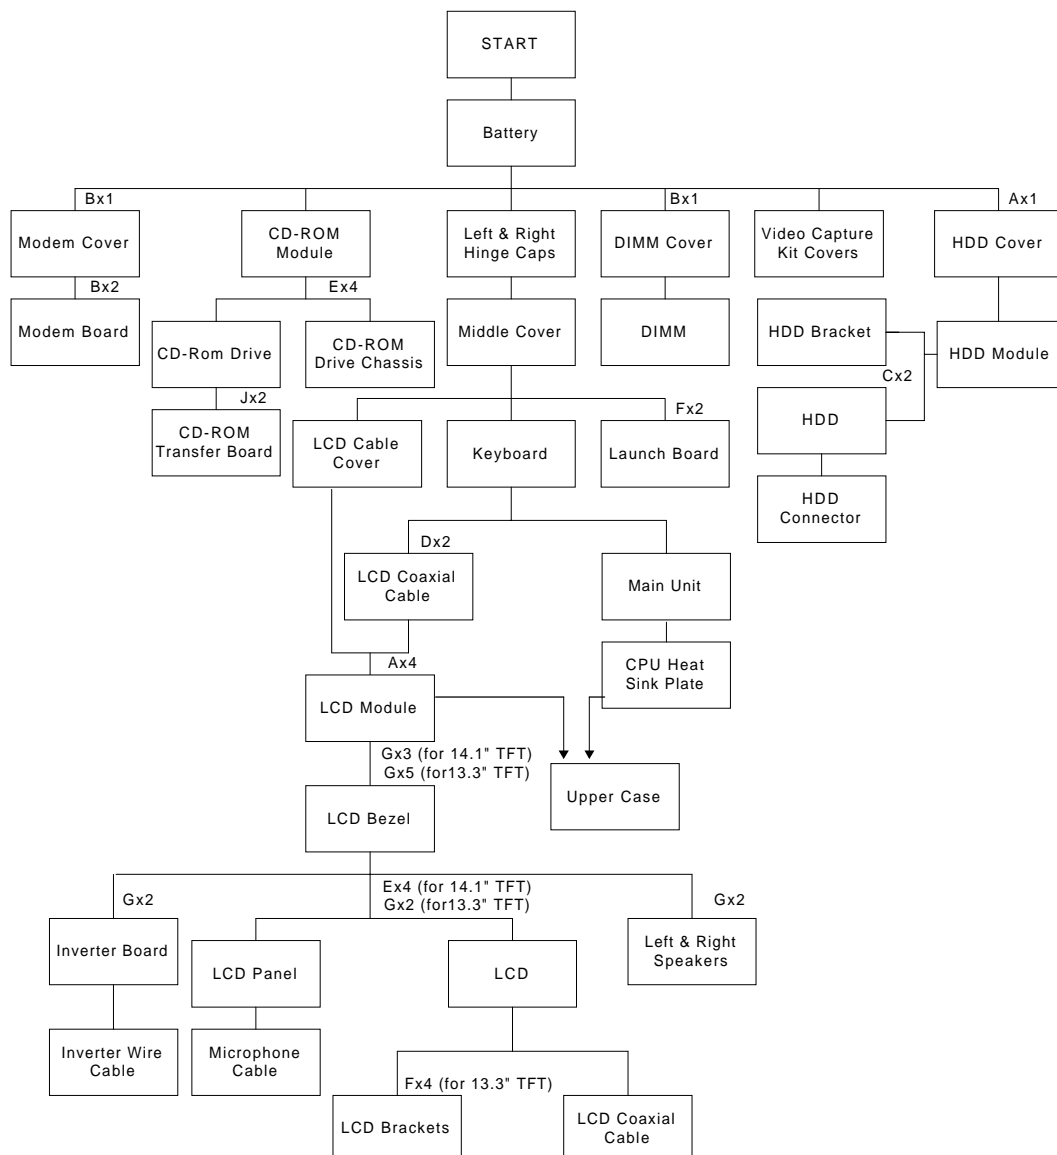 START
Battery
Bx1
Bx1
Ax1
Modem Cover
CD-ROM
Module
Left & Right
Hinge Caps
DIMM Cover
Video Capture
Kit Covers
HDD Cover
Bx2
Ex4
Modem Board
CD-Rom Drive
CD-ROM
Drive Chassis
Middle Cover
DIMM
HDD Bracket
HDD Module
Cx2
Jx2
Fx2
CD-ROM
Transfer Board
LCD Cable
Cover
Keyboard
Launch Board
HDD
HDD
Connector
Dx2
LCD Coaxial
Cable
Main Unit
Ax4
CPU Heat
Sink Plate
LCD Module
Gx3 (for 14.1" TFT)
Gx5 (for13.3" TFT)
Upper Case
LCD Bezel
Ex4 (for 14.1" TFT)
Gx2 (for13.3" TFT)
Gx2
Gx2
Inverter Board
LCD Panel
LCD
Left & Right
Speakers
Inverter Wire
Cable
Microphone
Cable
Fx4 (for 13.3" TFT)
LCD Brackets
LCD Coaxial
Cable